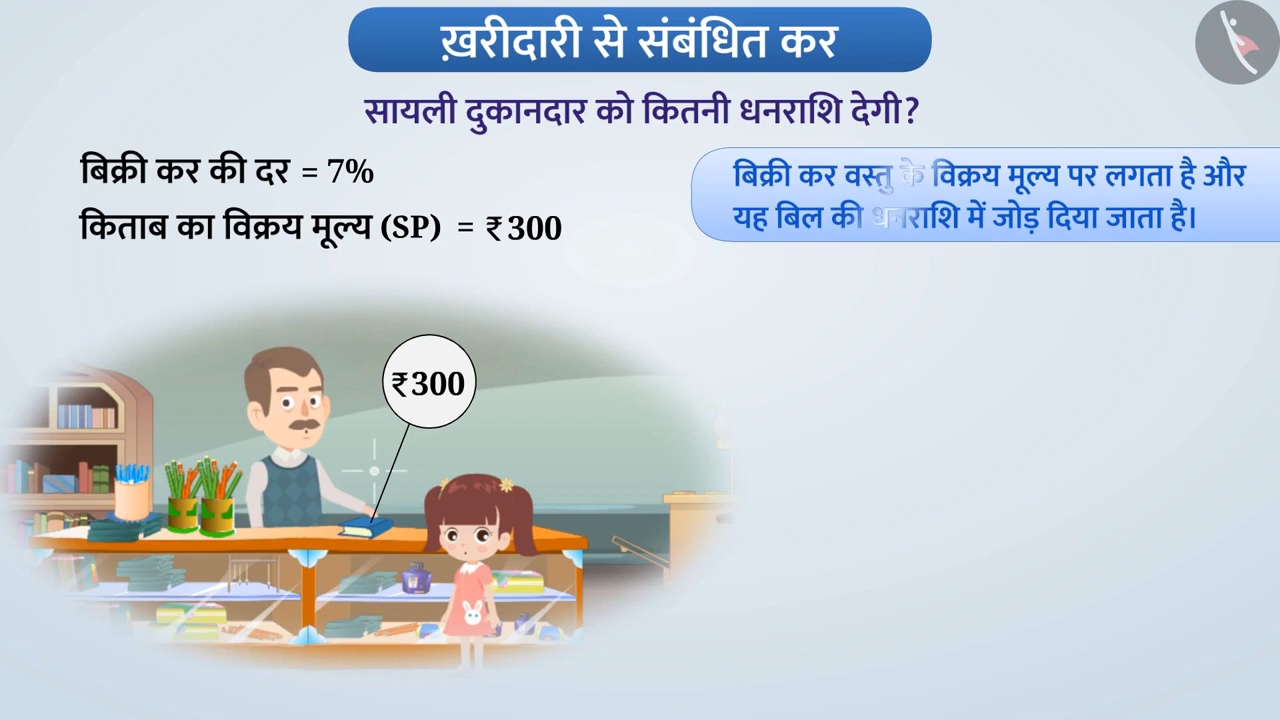 ख़रीदारी से संबंधित कर
सायली दुकानदार को कितनी धनराशि देगी?
बिक्री कर की दर = 7%
किताब का विक्रय मूल्य (SP) = ₹300
बिक्री कर वस्तु के विक्रय मूल्य पर लगता है और
यह बिल की धनराशि में जोड़ दिया जाता है।
₹300